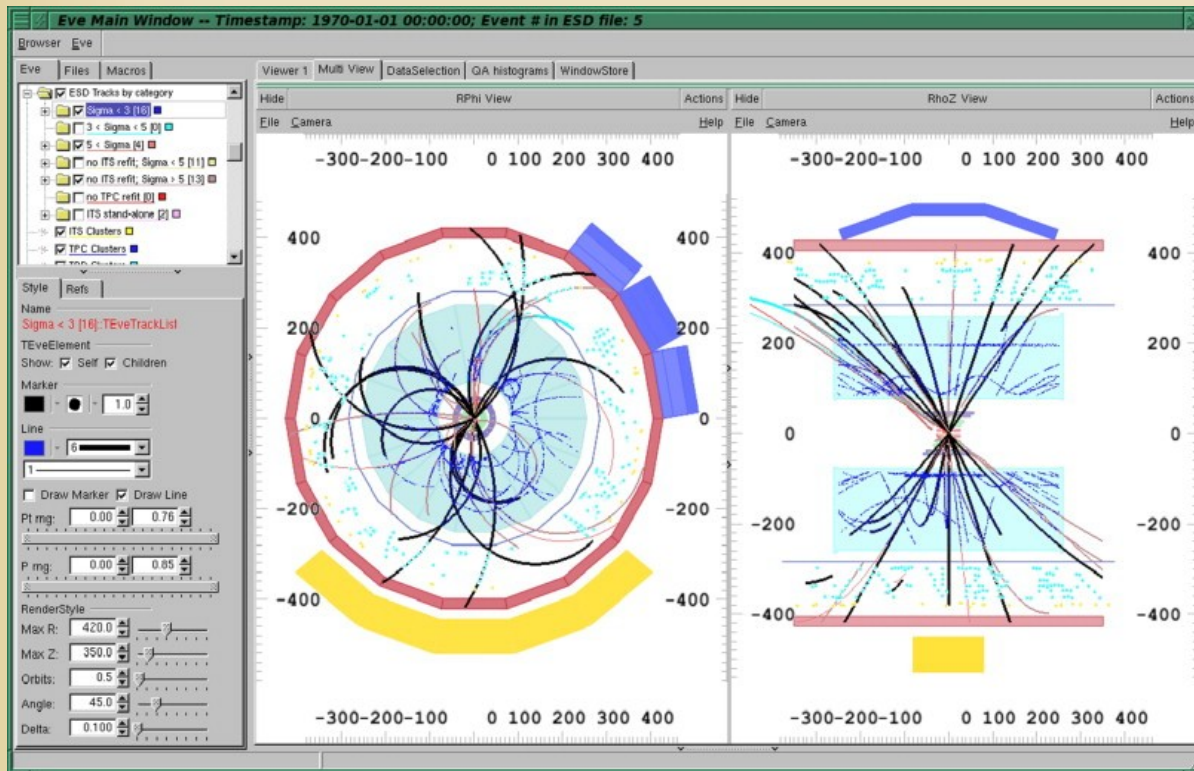 Eve Main Window -- Timestamp: 1970-01-01 00:00:00; Event # in ESD file: 5
Browser Eve
Eve Files Macros
ESD Tracks by category
Sigma < 3 [16]
3 < Sigma < 5 [0]
5 < Sigma [4]
no ITS refit; Sigma < 5 [11]
no ITS refit; Sigma > 5 [13]
no TPC refit [0]
ITS stand-alone [2]
ITS Clusters
TPC Clusters
Style Refs
Name
Sigma < 3 [16]::TEveTrackList
TEveElement
Show: Self Children
Marker
1.0
Line
6
1
Draw Marker Draw Line
Pt rng: 0.00 0.76
P rng: 0.00 0.85
RenderStyle
Max R: 420.0
Max Z: 350.0
Orbits: 0.5
Angle: 45.0
Delta: 0.100
Viewer 1 Multi View DataSelection QA histograms WindowStore
Hide RPhi View Actions
File Camera Help
-300-200-100 0 100 200 300 400
400 400
200 200
0 0
-200 -200
-400 -400
-300-200-100 0 100 200 300 400
Hide RhoZ View Actions
File Camera Help
-300-200-100 0 100 200 300 400
400 400
200 200
0 0
-200 -200
-400 -400
-300-200-100 0 100 200 300 400